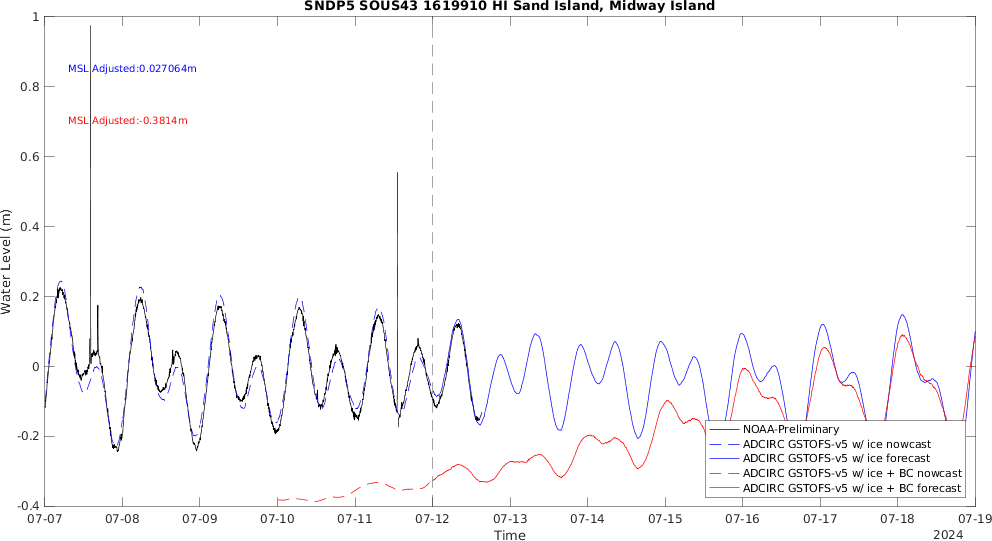 SNDP5 SOUS43 1619910 HI Sand Island, Midway Island
1
0.8
0.6
0.4
0.2
0
-0.2
-0.4
Water Level (m)
MSL Adjusted:0.027064m
MSL Adjusted:-0.3814m
NOAA-Preliminary
ADCIRC GSTOFS-v5 w/ ice nowcast
ADCIRC GSTOFS-v5 w/ ice forecast
ADCIRC GSTOFS-v5 w/ ice + BC nowcast
ADCIRC GSTOFS-v5 w/ ice + BC forecast
07-07 07-08 07-09 07-10 07-11 07-12 07-13 07-14 07-15 07-16 07-17 07-18 07-19
Time
2024